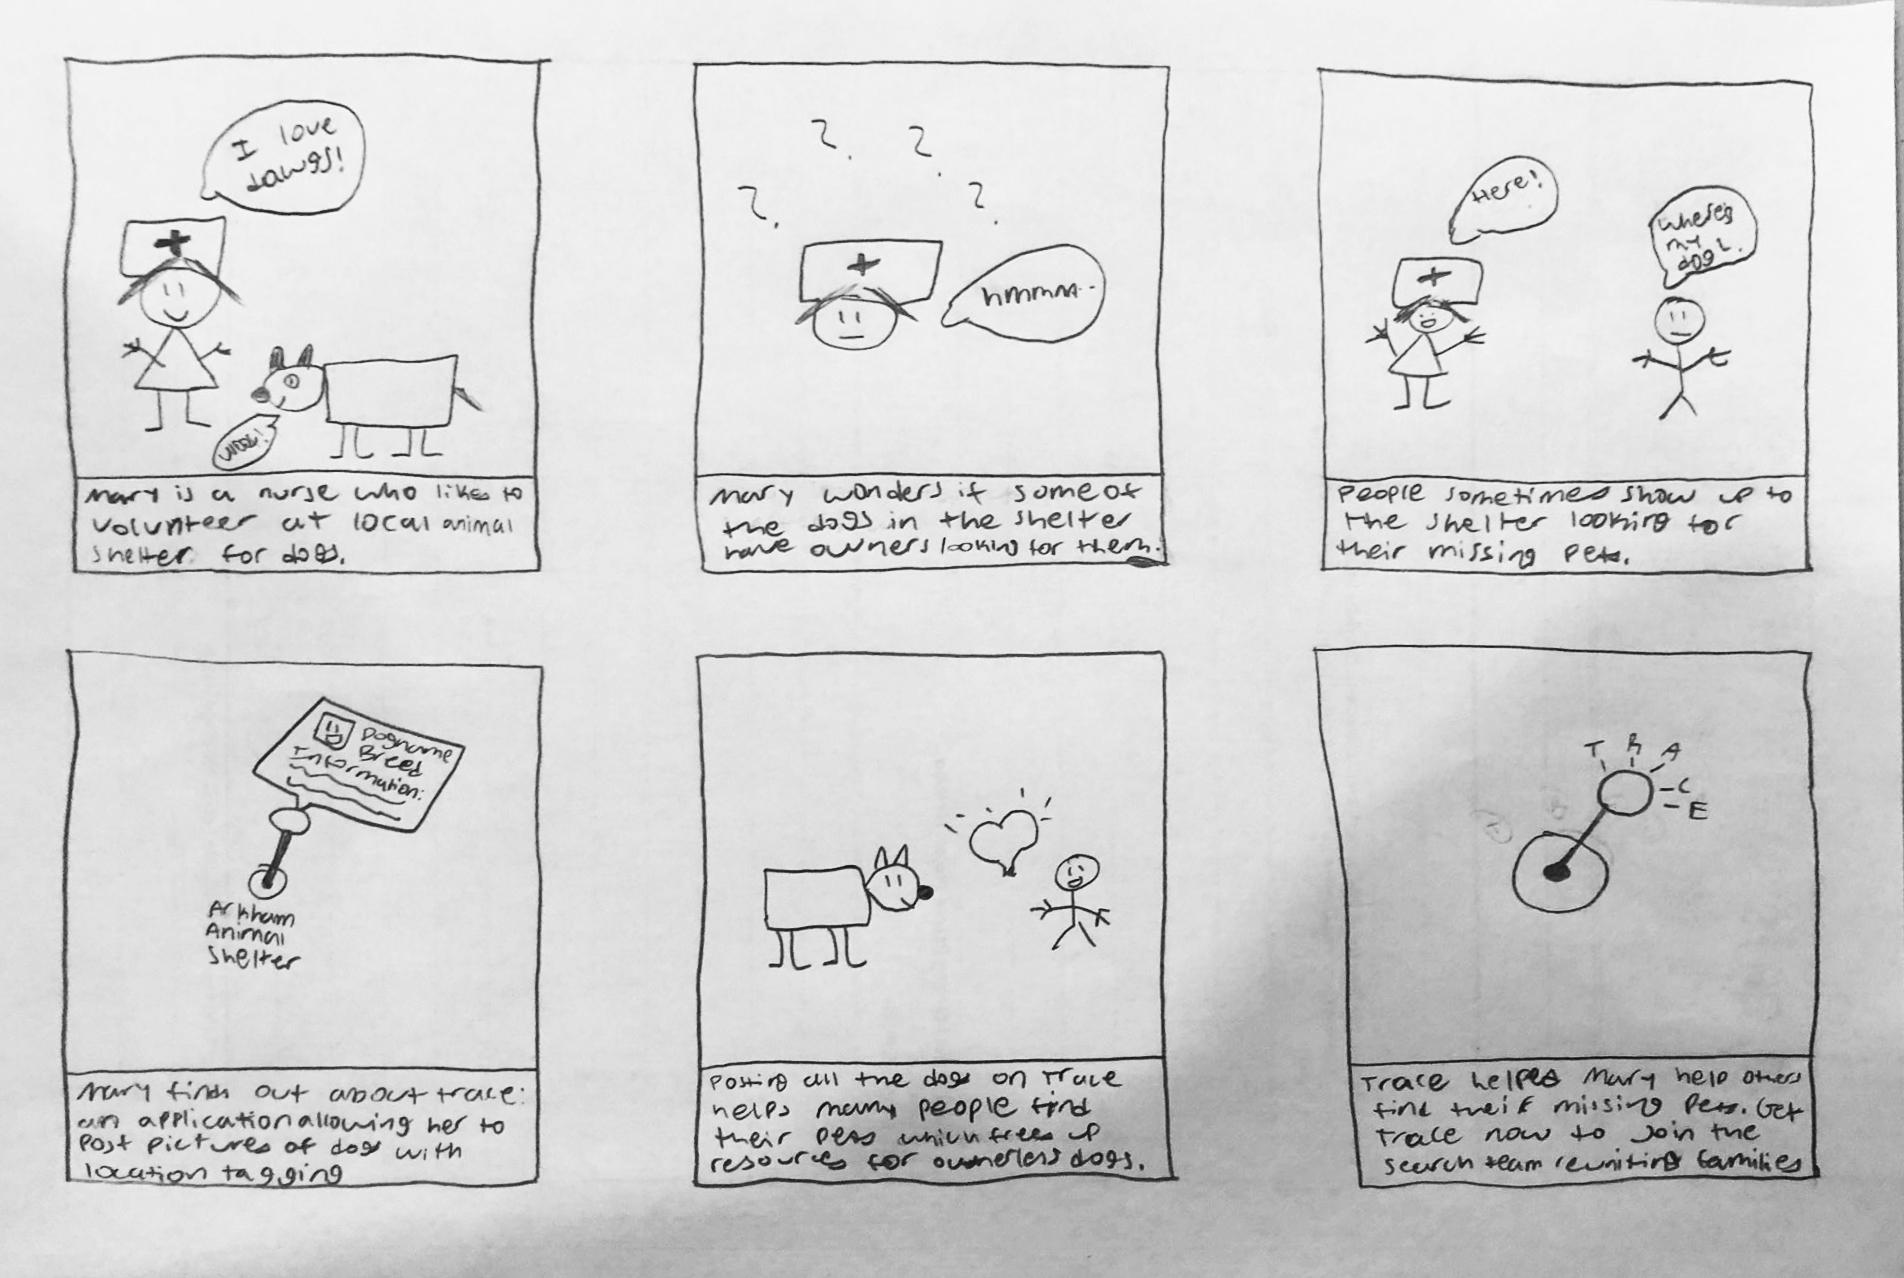 I love
dawgs!
woof!
Mary is a nurse who likes to
volunteer at local animal
shelter for dogs.
? ? ? ?
hmmm..
Mary wonders if some of
the dogs in the shelter
have owners looking for them.
Here!
Where's
my
dog?
People sometimes show up to
the shelter looking for
their missing pets.
Dogname
Breed
Information:
Arkham
Animal
Shelter
Mary finds out about trace:
an application allowing her to
post pictures of dogs with
location tagging
Posting all the dogs on Trace
helps many people find
their pets which frees up
resources for ownerless dogs.
T R A C E
Trace helped Mary help others
find their missing pets. Get
Trace now to join the
search team reuniting families